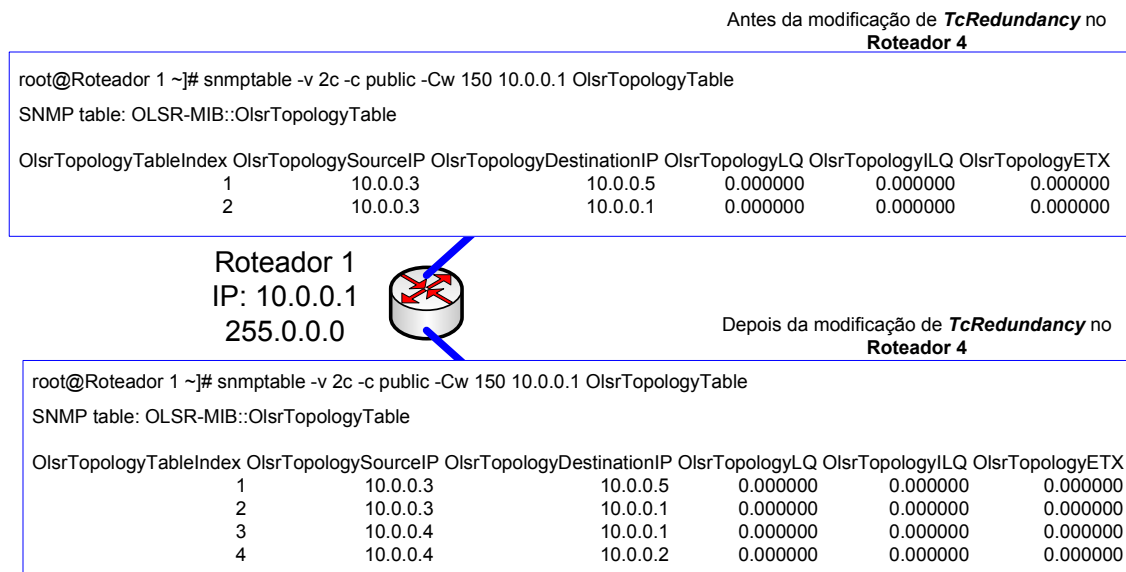 Antes da modificação de TcRedundancy no
Roteador 4
root@Roteador 1 ~]# snmptable -v 2c -c public -Cw 150 10.0.0.1 OlsrTopologyTable
SNMP table: OLSR-MIB::OlsrTopologyTable
OlsrTopologyTableIndex OlsrTopologySourceIP OlsrTopologyDestinationIP OlsrTopologyLQ OlsrTopologyILQ OlsrTopologyETX
1 10.0.0.3 10.0.0.5 0.000000 0.000000 0.000000
2 10.0.0.3 10.0.0.1 0.000000 0.000000 0.000000
Roteador 1
IP: 10.0.0.1
255.0.0.0
Depois da modificação de TcRedundancy no
Roteador 4
root@Roteador 1 ~]# snmptable -v 2c -c public -Cw 150 10.0.0.1 OlsrTopologyTable
SNMP table: OLSR-MIB::OlsrTopologyTable
OlsrTopologyTableIndex OlsrTopologySourceIP OlsrTopologyDestinationIP OlsrTopologyLQ OlsrTopologyILQ OlsrTopologyETX
1 10.0.0.3 10.0.0.5 0.000000 0.000000 0.000000
2 10.0.0.3 10.0.0.1 0.000000 0.000000 0.000000
3 10.0.0.4 10.0.0.1 0.000000 0.000000 0.000000
4 10.0.0.4 10.0.0.2 0.000000 0.000000 0.000000